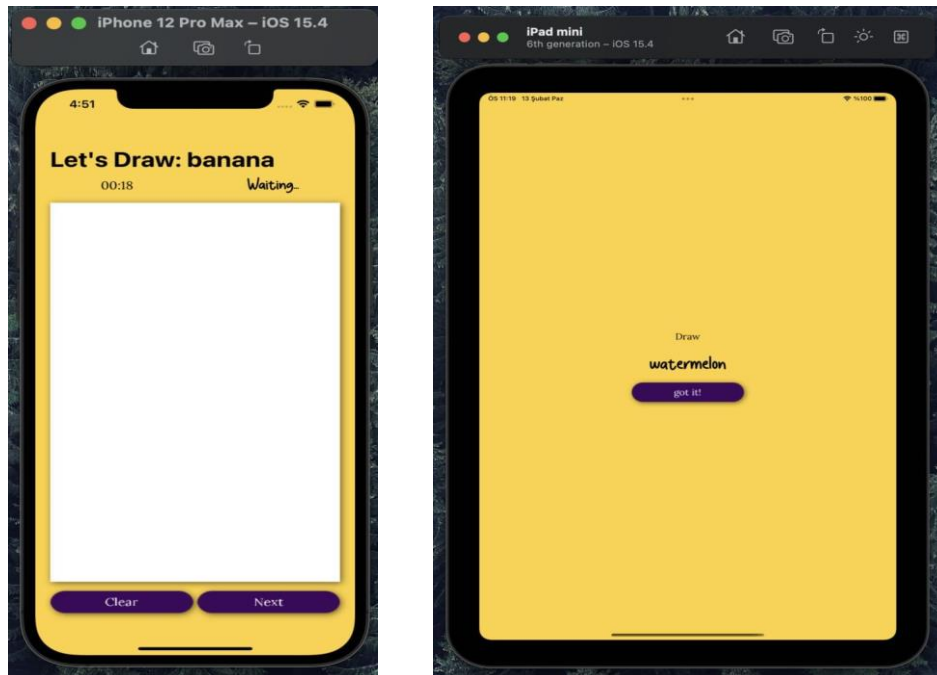 iPhone 12 Pro Max – iOS 15.4
4:51
Let's Draw: banana
00:18 Waiting...
Clear Next
iPad mini
6th generation – iOS 15.4
ÖS 11:19 13 Şubat Paz %100
Draw
watermelon
got it!